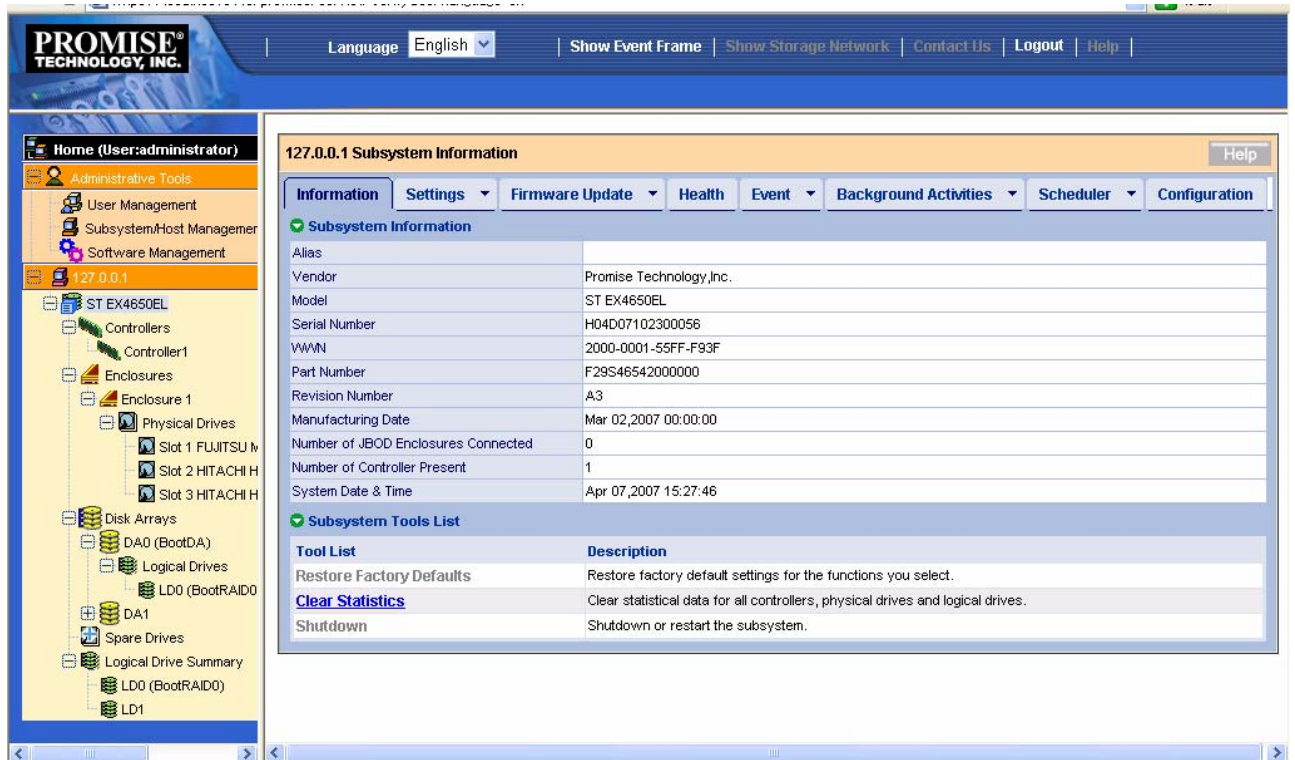 PROMISE®
TECHNOLOGY, INC.
Language English | Show Event Frame | Show Storage Network | Contact Us | Logout | Help |
Home (User:administrator)
Administrative Tools
User Management
Subsystem/Host Managemer
Software Management
127.0.0.1
ST EX4650EL
Controllers
Controller1
Enclosures
Enclosure 1
Physical Drives
Slot 1 FUJITSU M
Slot 2 HITACHI H
Slot 3 HITACHI H
Disk Arrays
DA0 (BootDA)
Logical Drives
LD0 (BootRAID0
DA1
Spare Drives
Logical Drive Summary
LD0 (BootRAID0)
LD1
127.0.0.1 Subsystem Information
Help
Information Settings Firmware Update Health Event Background Activities Scheduler Configuration
Subsystem Information
Alias
Vendor Promise Technology,Inc.
Model ST EX4650EL
Serial Number H04D07102300056
WWN 2000-0001-55FF-F93F
Part Number F29S46542000000
Revision Number A3
Manufacturing Date Mar 02,2007 00:00:00
Number of JBOD Enclosures Connected 0
Number of Controller Present 1
System Date & Time Apr 07,2007 15:27:46
Subsystem Tools List
Tool List Description
Restore Factory Defaults Restore factory default settings for the functions you select.
Clear Statistics Clear statistical data for all controllers, physical drives and logical drives.
Shutdown Shutdown or restart the subsystem.